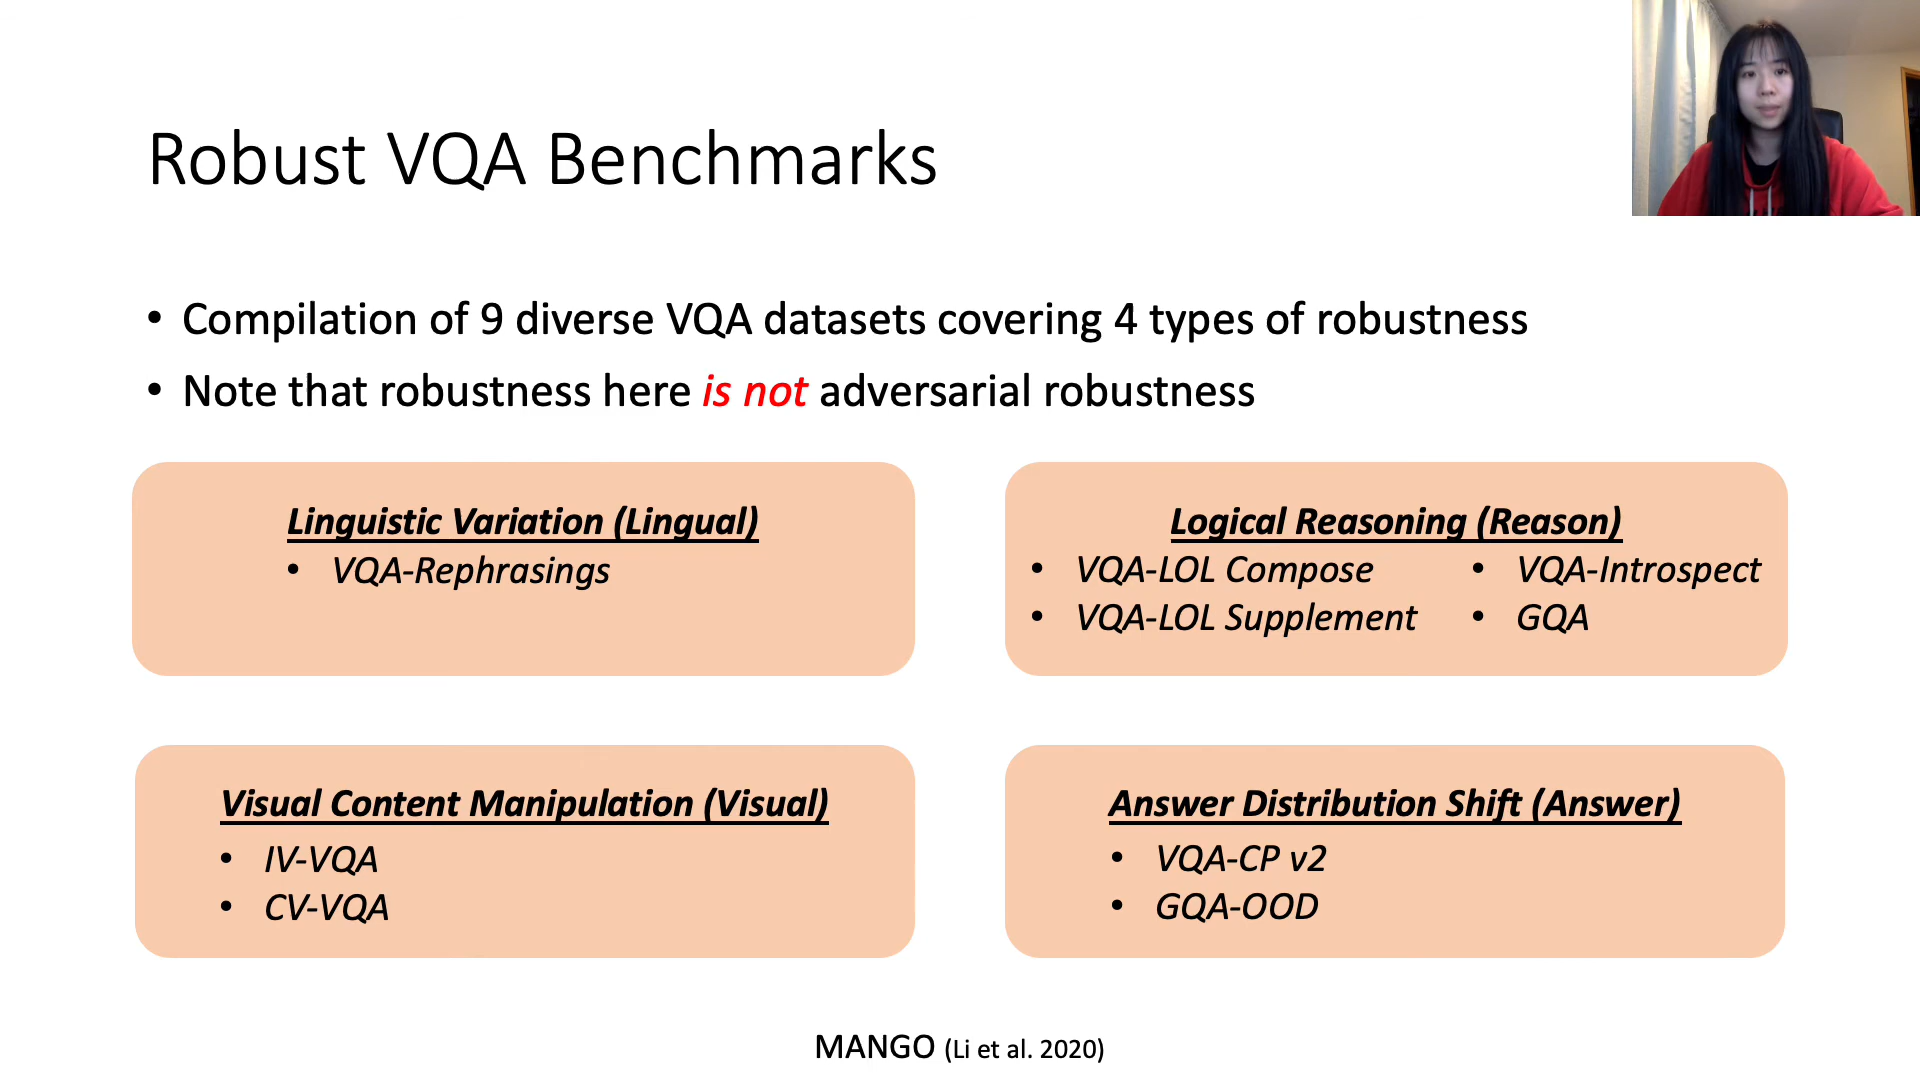 Robust VQA Benchmarks
• Compilation of 9 diverse VQA datasets covering 4 types of robustness
• Note that robustness here is not adversarial robustness
Linguistic Variation (Lingual)
• VQA-Rephrasings
Logical Reasoning (Reason)
• VQA-LOL Compose
• VQA-LOL Supplement
• VQA-Introspect
• GQA
Visual Content Manipulation (Visual)
• IV-VQA
• CV-VQA
Answer Distribution Shift (Answer)
• VQA-CP v2
• GQA-OOD
MANGO (Li et al. 2020)